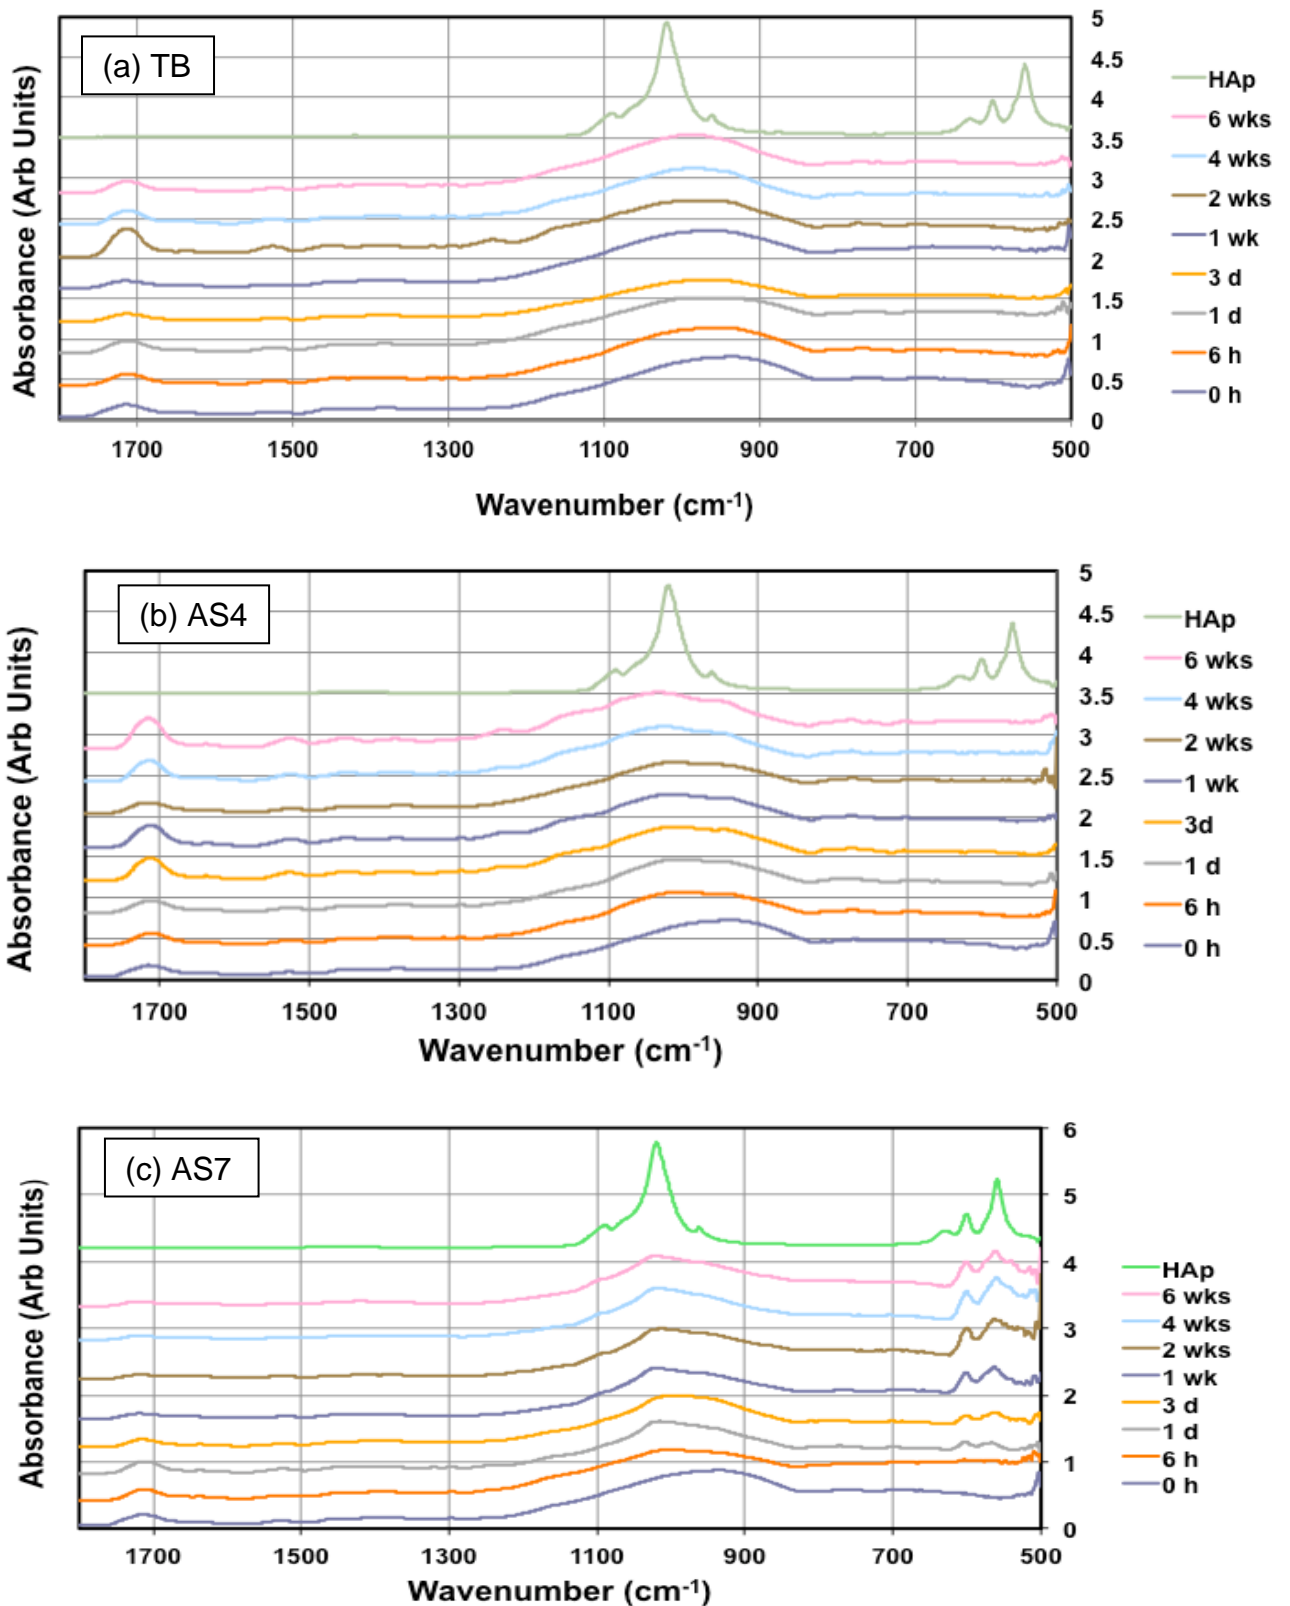 (a) TB
Absorbance (Arb Units)
5
4.5
4
3.5
3
2.5
2
1.5
1
0.5
0
HAp
6 wks
4 wks
2 wks
1 wk
3 d
1 d
6 h
0 h
1700 1500 1300 1100 900 700 500
Wavenumber (cm-1)
(b) AS4
Absorbance (Arb Units)
5
4.5
4
3.5
3
2.5
2
1.5
1
0.5
0
HAp
6 wks
4 wks
2 wks
1 wk
3d
1 d
6 h
0 h
1700 1500 1300 1100 900 700 500
Wavenumber (cm-1)
(c) AS7
Absorbance (Arb Units)
6
5
4
3
2
1
0
HAp
6 wks
4 wks
2 wks
1 wk
3 d
1 d
6 h
0 h
1700 1500 1300 1100 900 700 500
Wavenumber (cm-1)